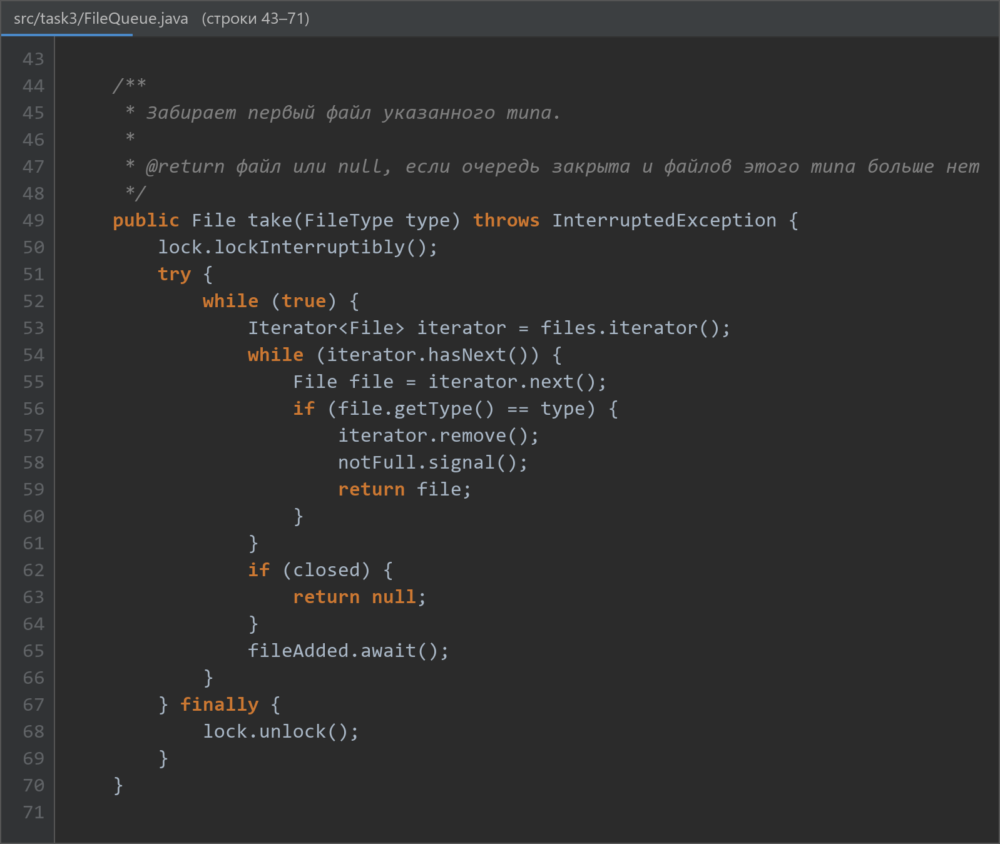 src/task3/FileQueue.java (строки 43–71)
43
44     /**
45      * Забирает первый файл указанного типа.
46      *
47      * @return файл или null, если очередь закрыта и файлов этого типа больше нет
48      */
49     public File take(FileType type) throws InterruptedException {
50         lock.lockInterruptibly();
51         try {
52             while (true) {
53                 Iterator<File> iterator = files.iterator();
54                 while (iterator.hasNext()) {
55                     File file = iterator.next();
56                     if (file.getType() == type) {
57                         iterator.remove();
58                         notFull.signal();
59                         return file;
60                     }
61                 }
62                 if (closed) {
63                     return null;
64                 }
65                 fileAdded.await();
66             }
67         } finally {
68             lock.unlock();
69         }
70     }
71